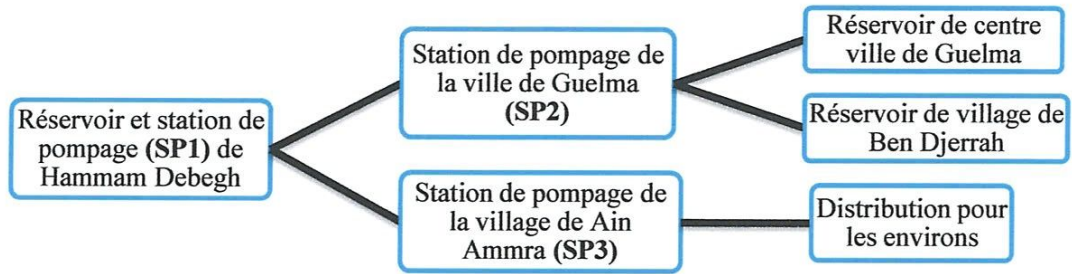 Réservoir et station de
pompage (SP1) de
Hammam Debegh
Station de pompage de
la ville de Guelma
(SP2)
Réservoir de centre
ville de Guelma
Réservoir de village de
Ben Djerrah
Station de pompage de
la village de Ain
Ammra (SP3)
Distribution pour
les environs